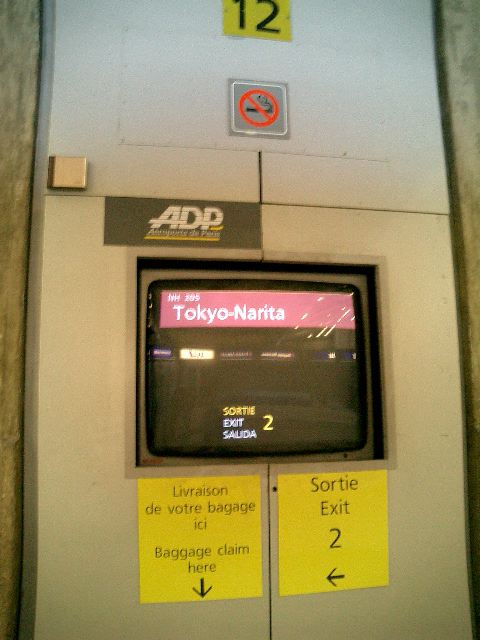 12
ADP
Aéroports de Paris
NH 205
Tokyo-Narita
SORTIE
EXIT 2
SALIDA
Livraison
de votre bagage
ici
Baggage claim
here
↓
Sortie
Exit
2
←